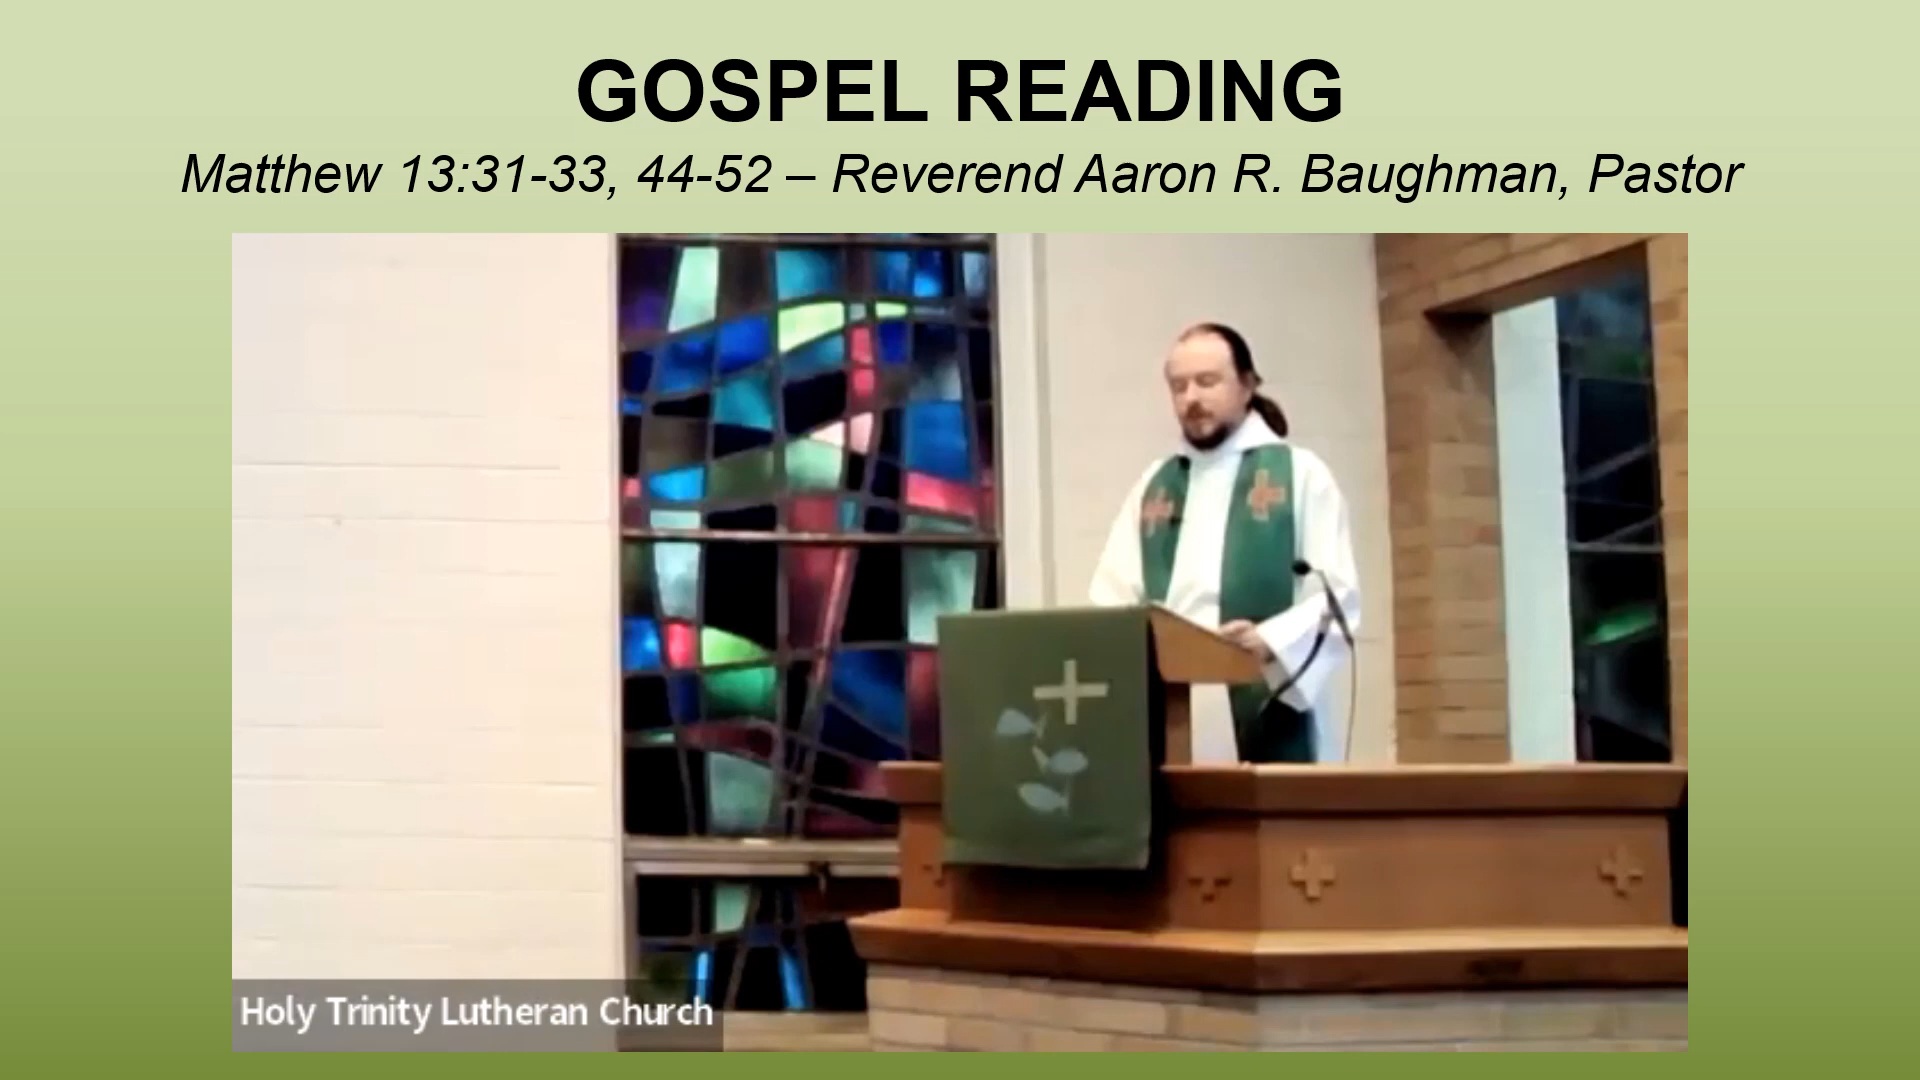 GOSPEL READING
Matthew 13:31-33, 44-52 – Reverend Aaron R. Baughman, Pastor
Holy Trinity Lutheran Church